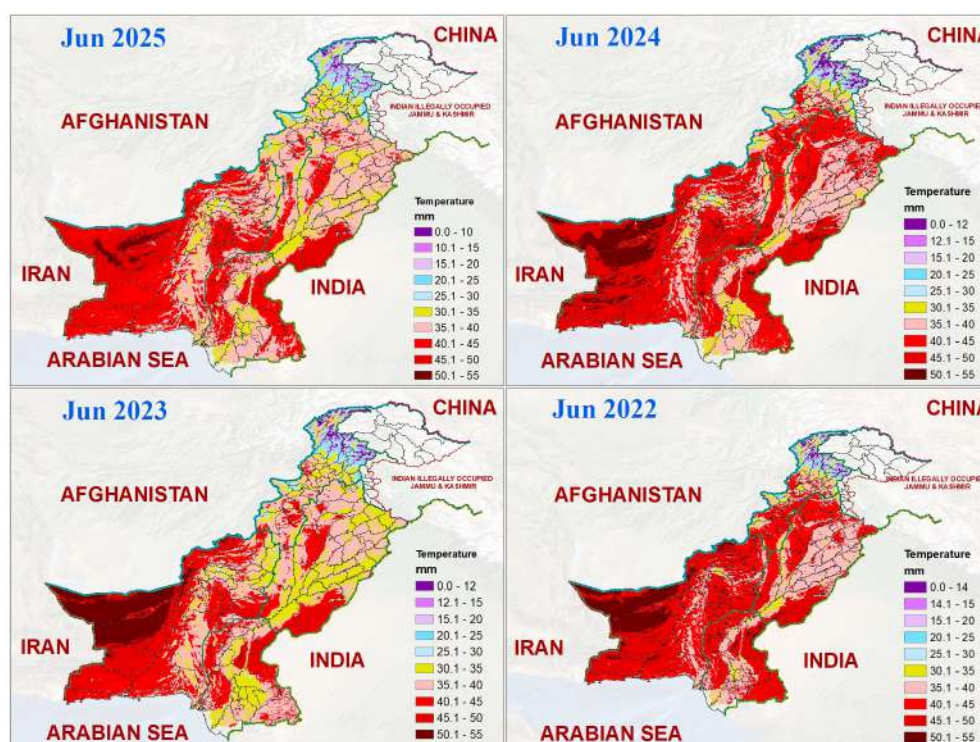 Jun 2025
CHINA
AFGHANISTAN
INDIAN ILLEGALLY OCCUPIED
JAMMU & KASHMIR
Temperature
mm
0.0 - 10
10.1 - 15
15.1 - 20
20.1 - 25
25.1 - 30
30.1 - 35
35.1 - 40
40.1 - 45
45.1 - 50
50.1 - 55
IRAN
INDIA
ARABIAN SEA
Jun 2024
CHINA
AFGHANISTAN
INDIAN ILLEGALLY OCCUPIED
JAMMU & KASHMIR
Temperature
mm
0.0 - 12
12.1 - 15
15.1 - 20
20.1 - 25
25.1 - 30
30.1 - 35
35.1 - 40
40.1 - 45
45.1 - 50
50.1 - 55
IRAN
INDIA
ARABIAN SEA
Jun 2023
CHINA
AFGHANISTAN
INDIAN ILLEGALLY OCCUPIED
JAMMU & KASHMIR
Temperature
mm
0.0 - 12
12.1 - 15
15.1 - 20
20.1 - 25
25.1 - 30
30.1 - 35
35.1 - 40
40.1 - 45
45.1 - 50
50.1 - 55
IRAN
INDIA
ARABIAN SEA
Jun 2022
CHINA
AFGHANISTAN
INDIAN ILLEGALLY OCCUPIE
JAMMU & KASHMIR
Temperature
mm
0.0 - 14
14.1 - 15
15.1 - 20
20.1 - 25
25.1 - 30
30.1 - 35
35.1 - 40
40.1 - 45
45.1 - 50
50.1 - 55
IRAN
INDIA
ARABIAN SEA